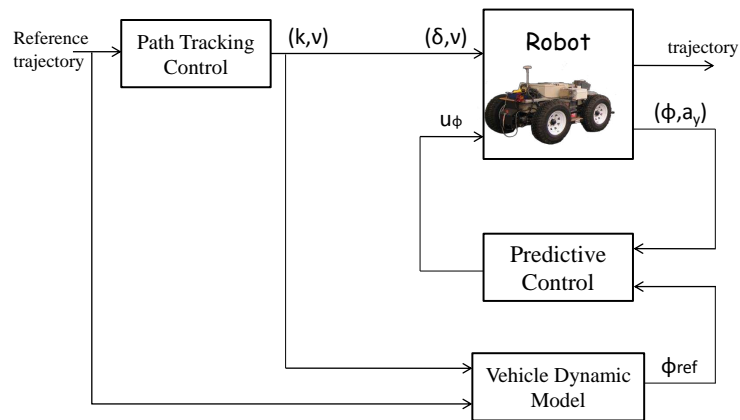 Reference
trajectory
Path Tracking
Control
(k,v)
(δ,v)
Robot
trajectory
uϕ
(ϕ,ay)
Predictive
Control
Vehicle Dynamic
Model
ϕref